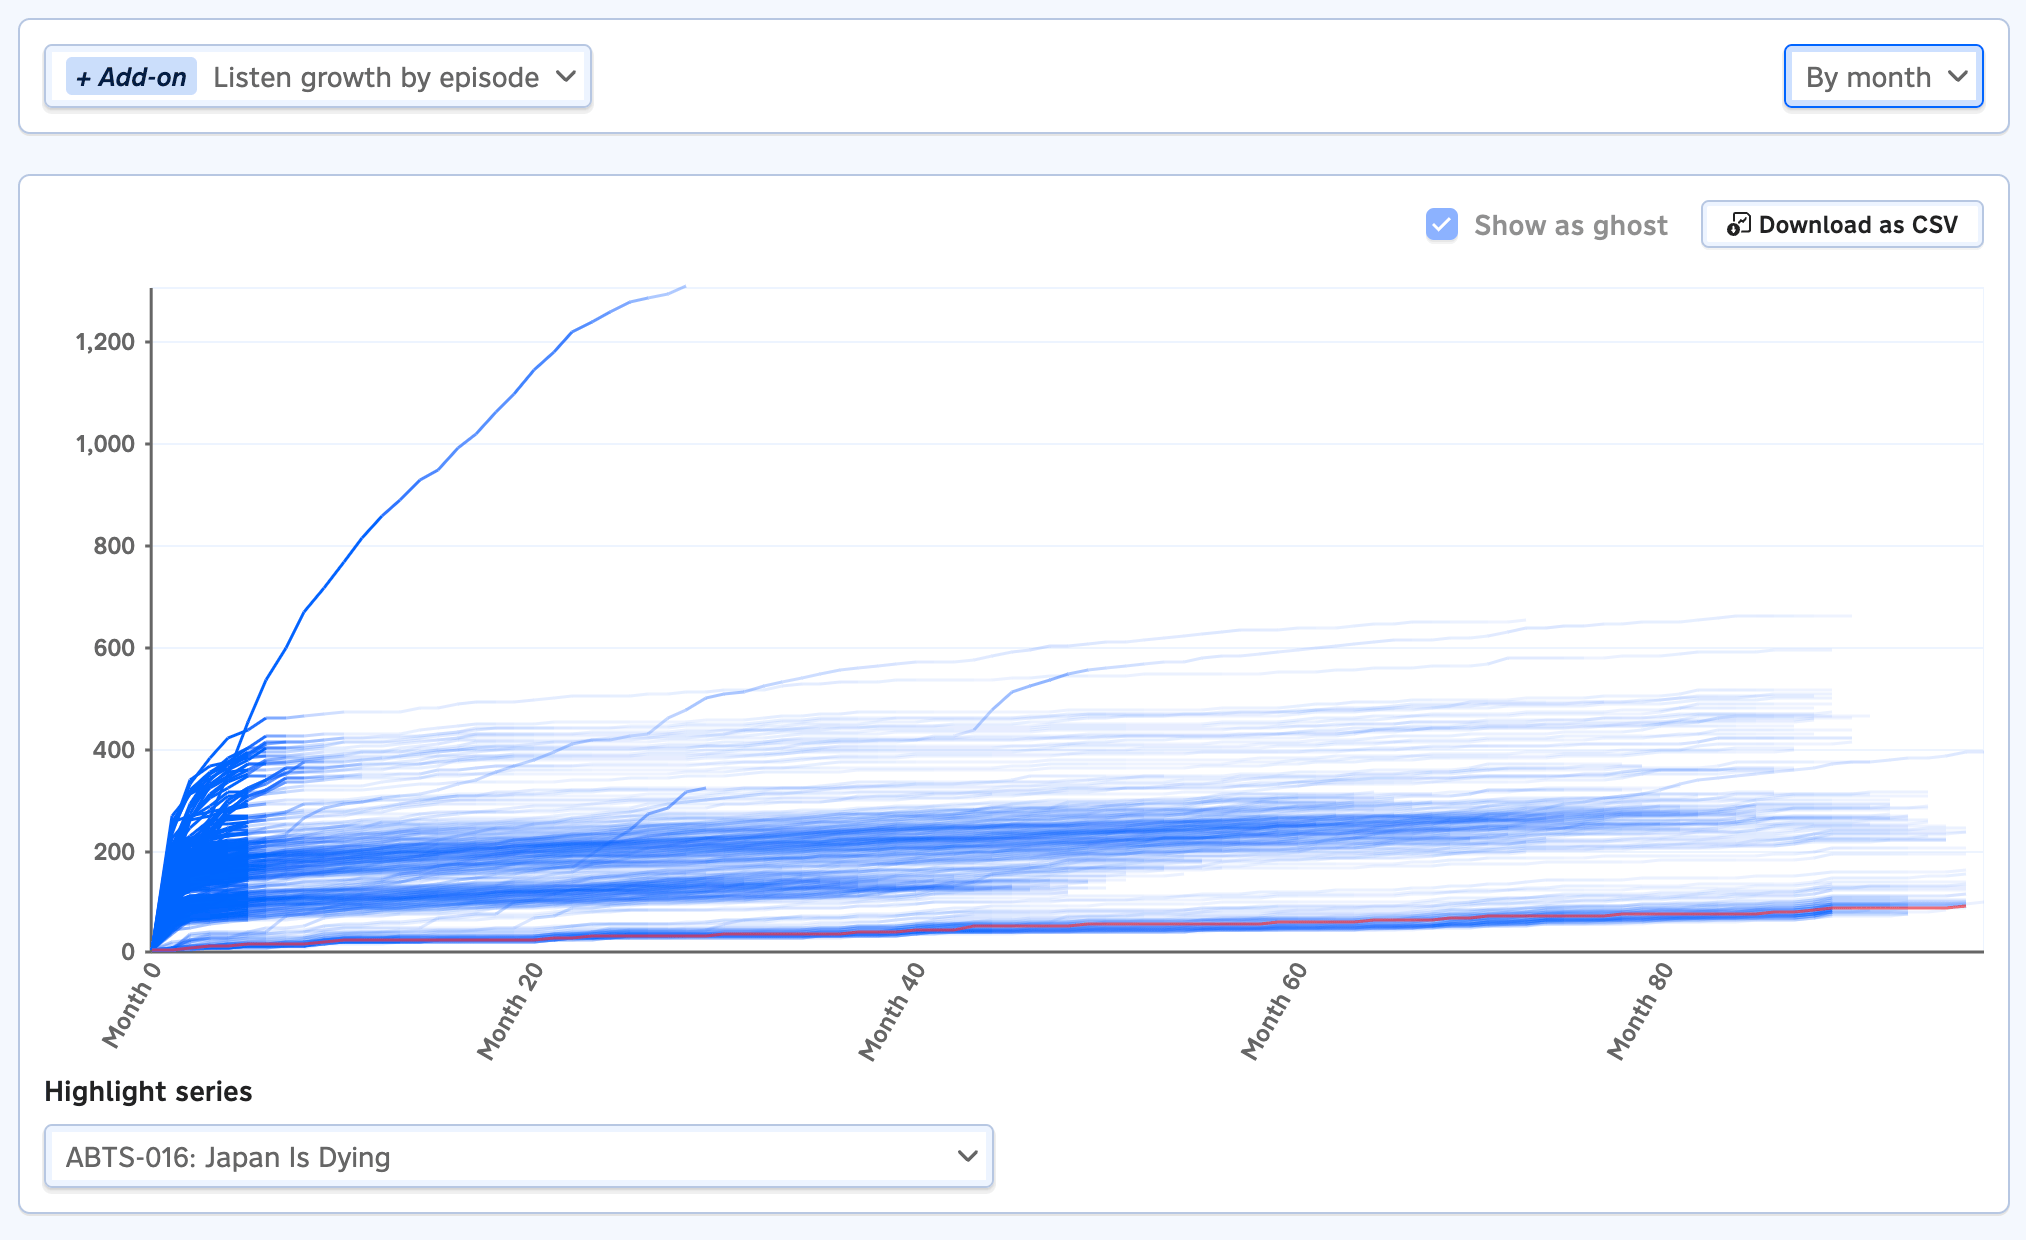 + Add-on Listen growth by episode
By month
Show as ghost
Download as CSV
1,200
1,000
800
600
400
200
0
Month 0
Month 20
Month 40
Month 60
Month 80
Highlight series
ABTS-016: Japan Is Dying